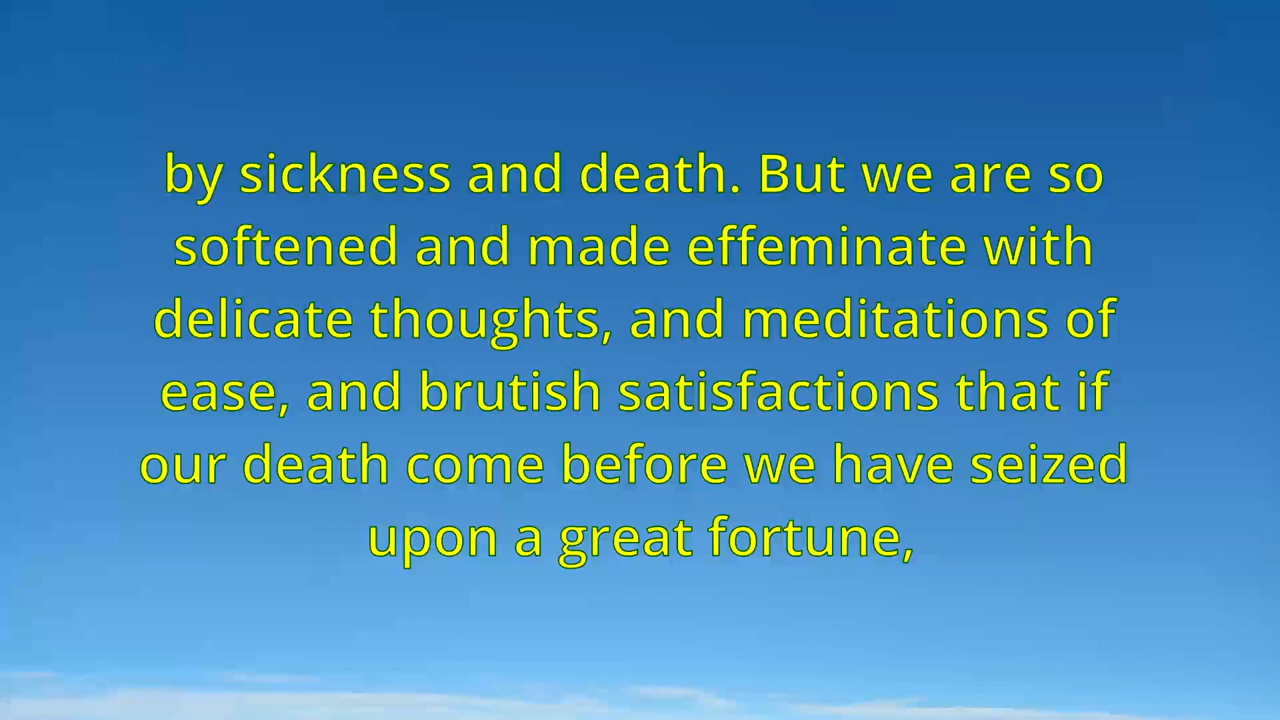 by sickness and death. But we are so
softened and made effeminate with
delicate thoughts, and meditations of
ease, and brutish satisfactions that if
our death come before we have seized
upon a great fortune,